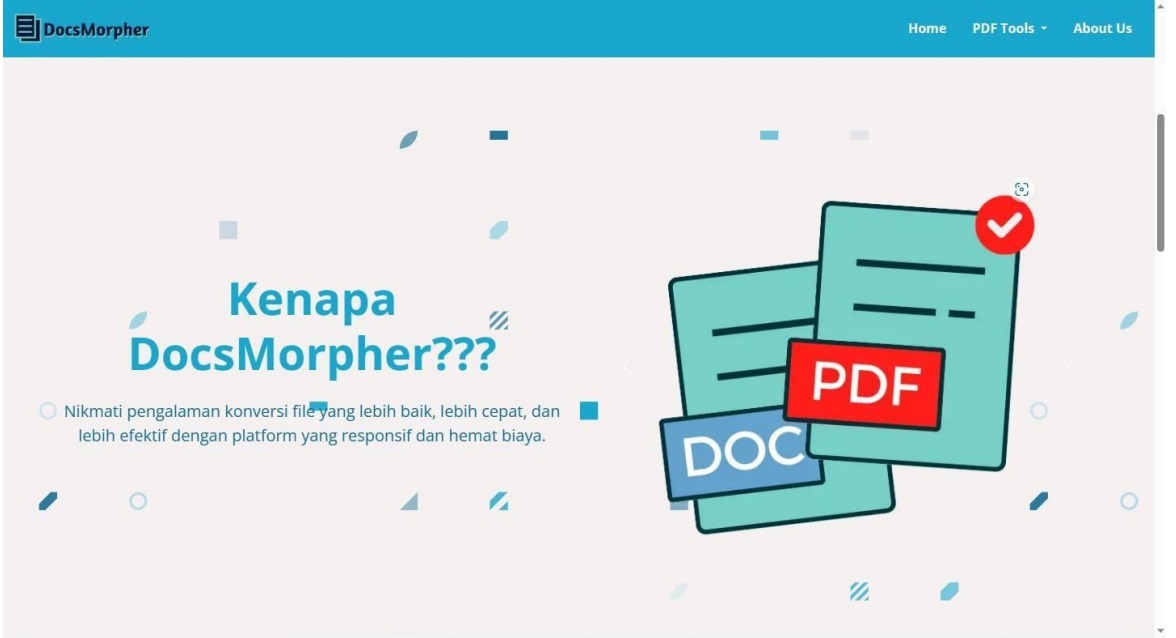 DocsMorpher
Home
PDF Tools
About Us
Kenapa
DocsMorpher???
Nikmati pengalaman konversi file yang lebih baik, lebih cepat, dan
lebih efektif dengan platform yang responsif dan hemat biaya.
PDF
DOC